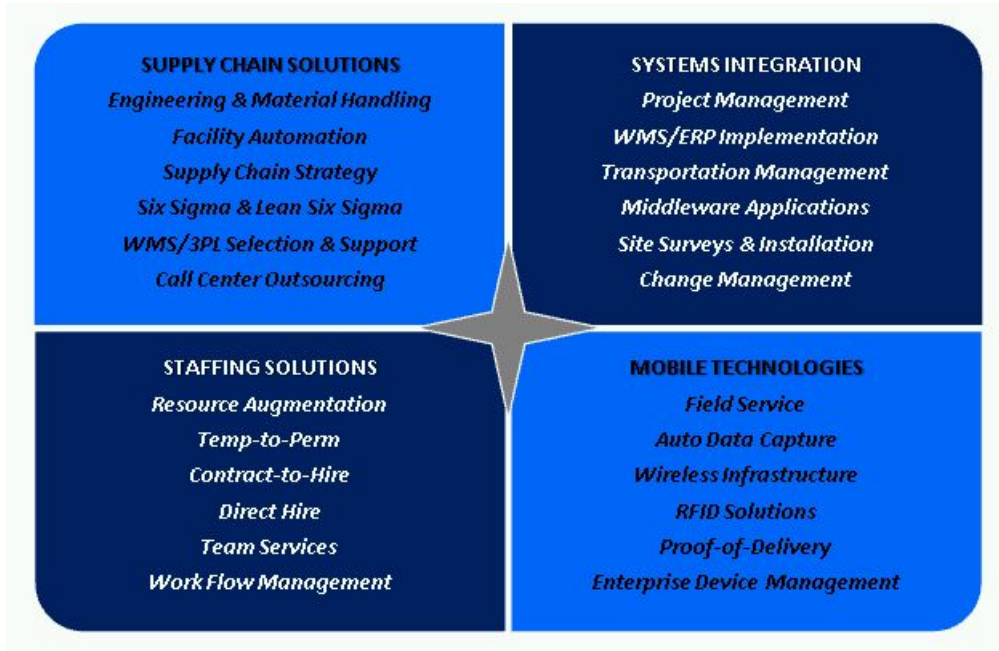 SUPPLY CHAIN SOLUTIONS
Engineering & Material Handling
Facility Automation
Supply Chain Strategy
Six Sigma & Lean Six Sigma
WMS/3PL Selection & Support
Call Center Outsourcing
SYSTEMS INTEGRATION
Project Management
WMS/ERP Implementation
Transportation Management
Middleware Applications
Site Surveys & Installation
Change Management
STAFFING SOLUTIONS
Resource Augmentation
Temp-to-Perm
Contract-to-Hire
Direct Hire
Team Services
Work Flow Management
MOBILE TECHNOLOGIES
Field Service
Auto Data Capture
Wireless Infrastructure
RFID Solutions
Proof-of-Delivery
Enterprise Device Management